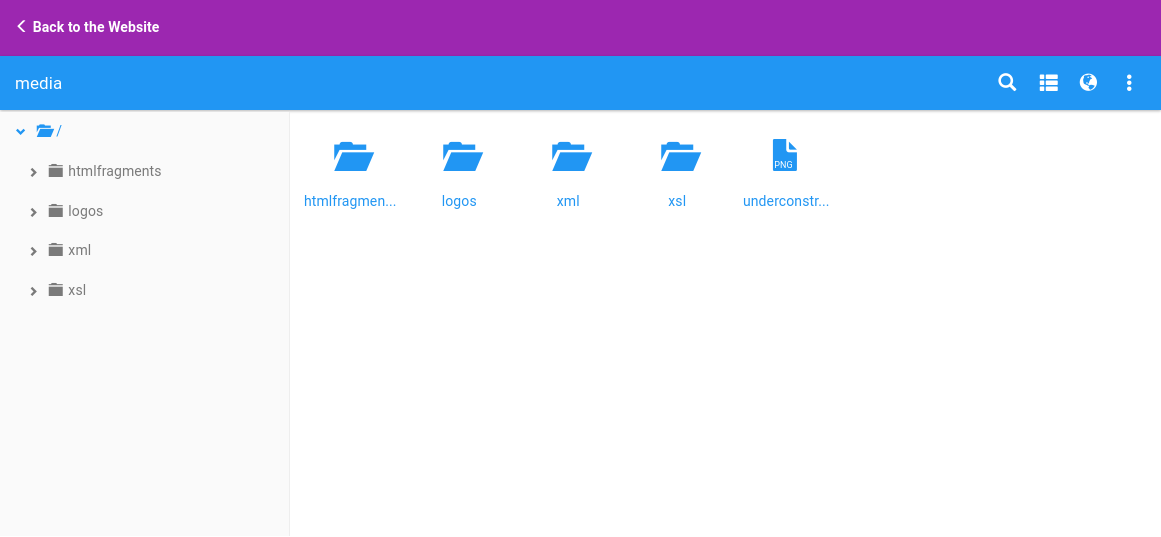 Back to the Website
media
/
htmlfragments
logos
xml
xsl
PNG
htmlfragmen...
logos
xml
xsl
underconstr...